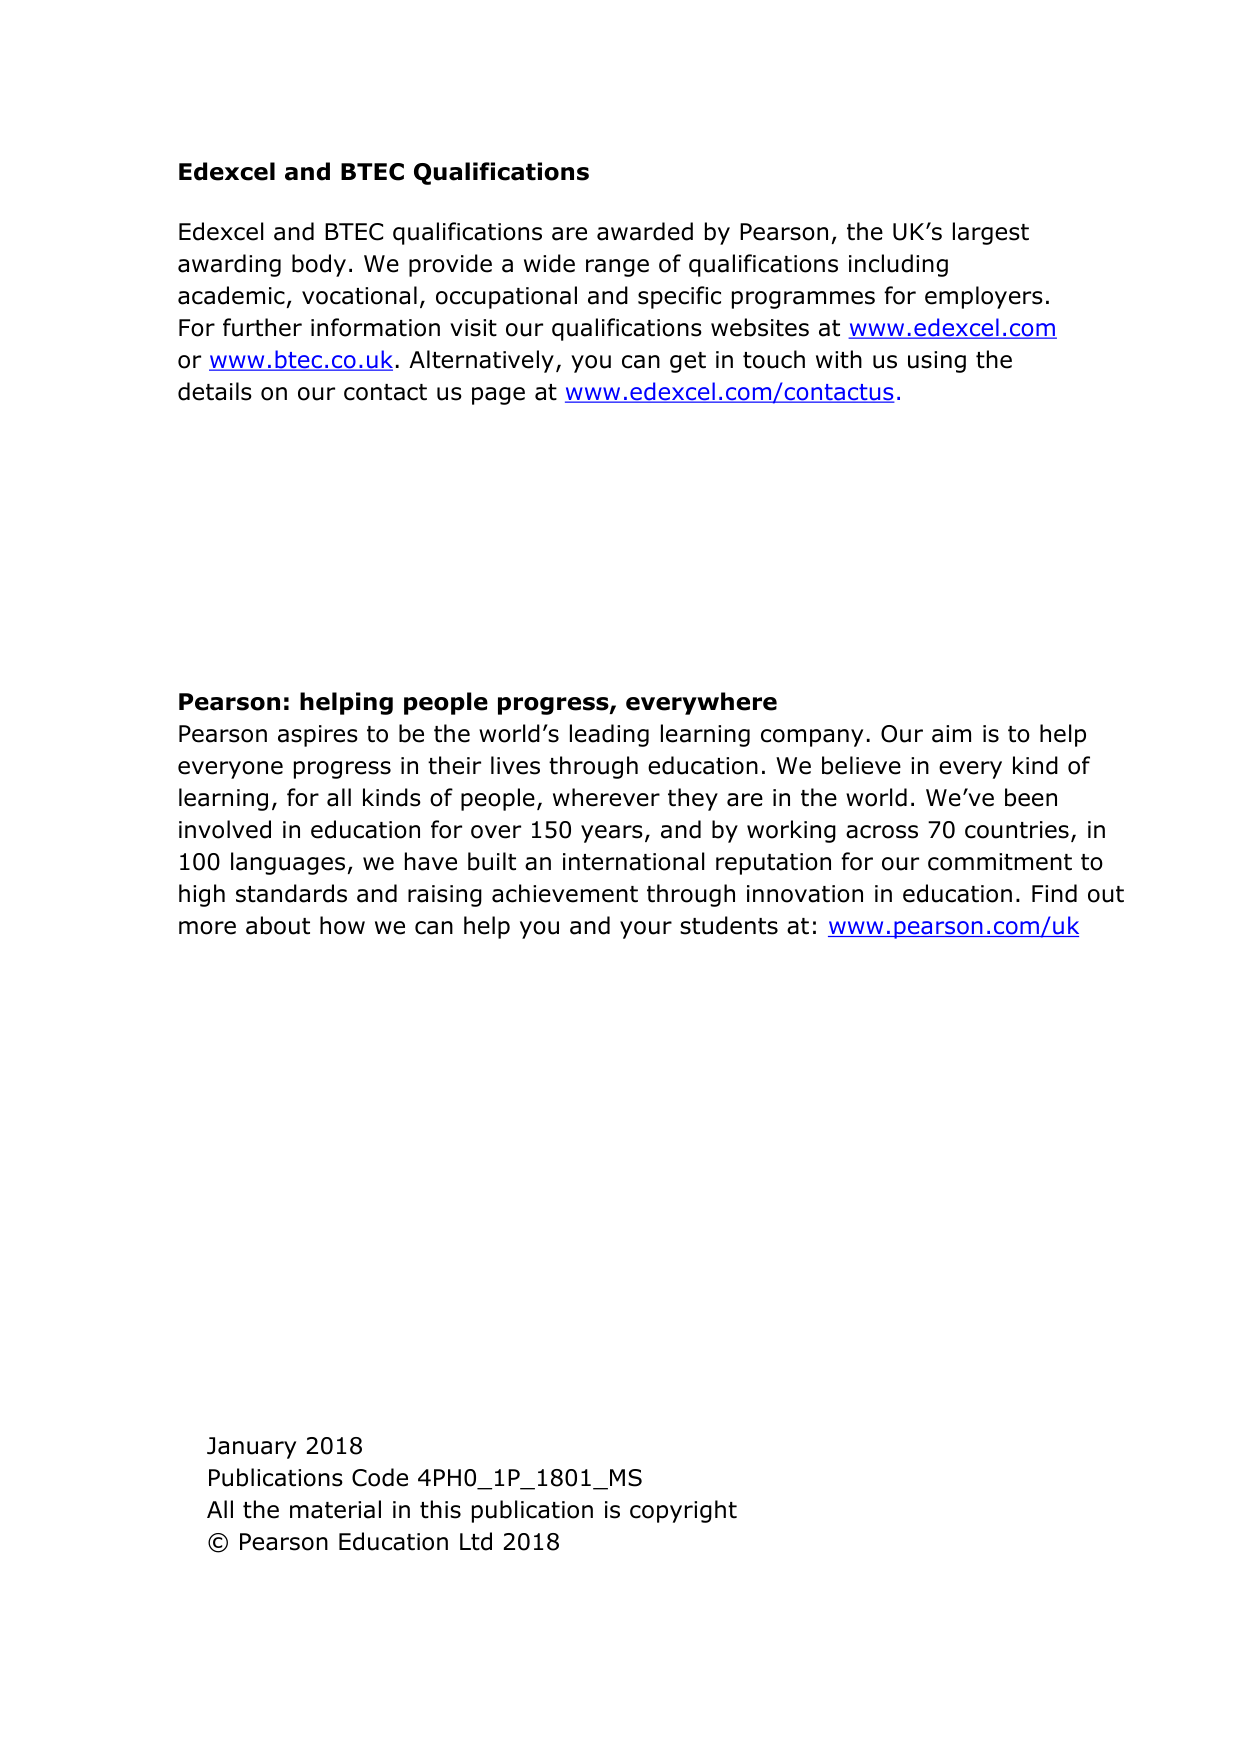 Edexcel and BTEC Qualifications
Edexcel and BTEC qualifications are awarded by Pearson, the UK’s largest
awarding body. We provide a wide range of qualifications including
academic, vocational, occupational and specific programmes for employers.
For further information visit our qualifications websites at www.edexcel.com
or www.btec.co.uk. Alternatively, you can get in touch with us using the
details on our contact us page at www.edexcel.com/contactus.
Pearson: helping people progress, everywhere
Pearson aspires to be the world’s leading learning company. Our aim is to help
everyone progress in their lives through education. We believe in every kind of
learning, for all kinds of people, wherever they are in the world. We’ve been
involved in education for over 150 years, and by working across 70 countries, in
100 languages, we have built an international reputation for our commitment to
high standards and raising achievement through innovation in education. Find out
more about how we can help you and your students at: www.pearson.com/uk
January 2018
Publications Code 4PH0_1P_1801_MS
All the material in this publication is copyright
© Pearson Education Ltd 2018